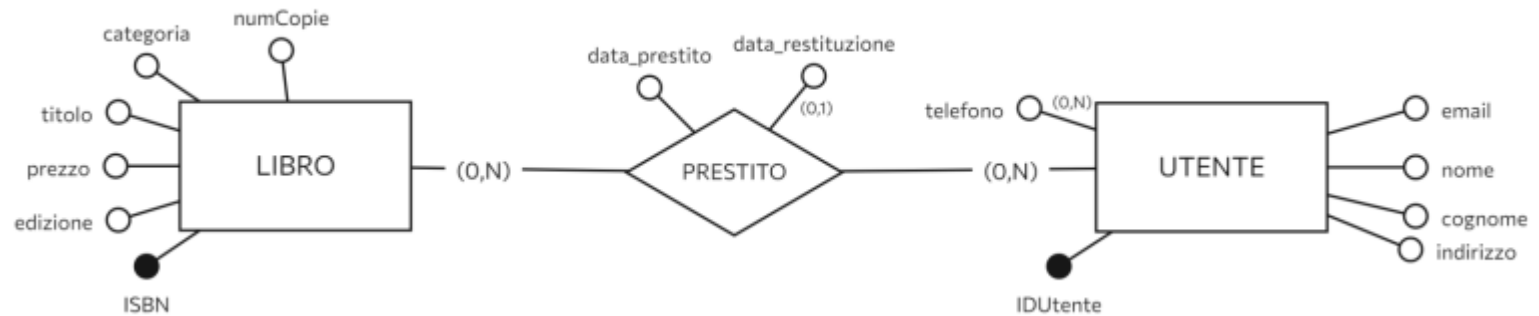 numCopie
categoria
titolo
prezzo
edizione
ISBN
LIBRO
(0,N)
data_prestito
data_restituzione
(0,1)
PRESTITO
(0,N)
telefono
(0,N)
UTENTE
IDUtente
email
nome
cognome
indirizzo